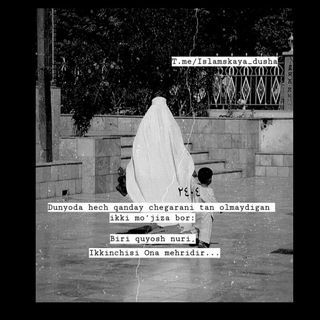 T.me/Islamskaya_dusha
Dunyoda hech qanday chegarani tan olmaydigan
ikki mo'jiza bor:
Biri quyosh nuri,
Ikkinchisi Ona mehridir...